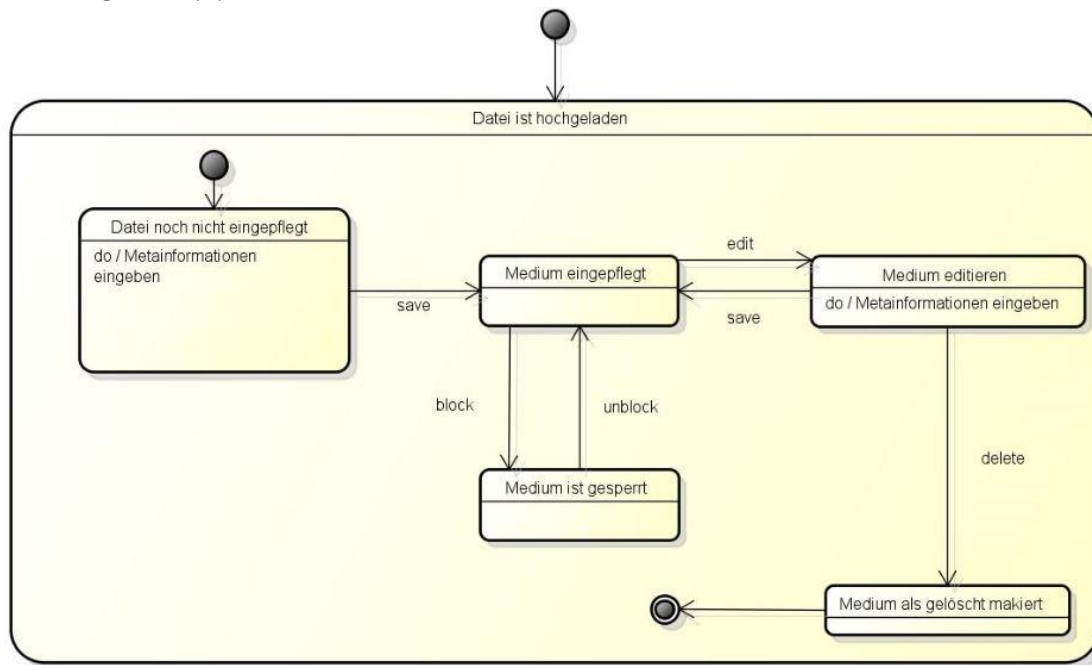 Datei ist hochgeladen
Datei noch nicht eingepflegt
do / Metainformationen
eingeben
save
Medium eingepflegt
edit
save
Medium editieren
do / Metainformationen eingeben
block
unblock
Medium ist gesperrt
delete
Medium als gelöscht makiert